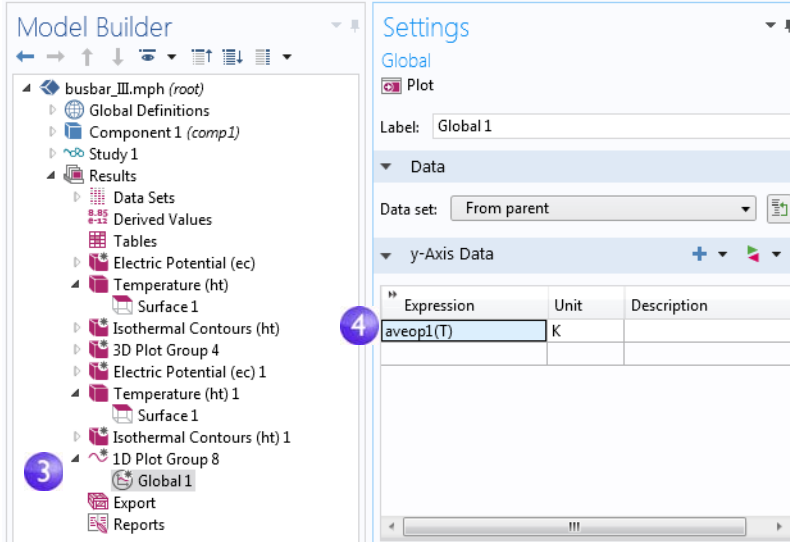 Model Builder
busbar_III.mph (root)
Global Definitions
Component 1 (comp1)
Study 1
Results
Data Sets
8.85
e-12
Derived Values
Tables
Electric Potential (ec)
Temperature (ht)
Surface 1
Isothermal Contours (ht)
3D Plot Group 4
Electric Potential (ec) 1
Temperature (ht) 1
Surface 1
Isothermal Contours (ht) 1
3
1D Plot Group 8
Global 1
Export
Reports
Settings
Global
Plot
Label: Global 1
Data
Data set: From parent
y-Axis Data
Expression Unit Description
4
aveop1(T) K